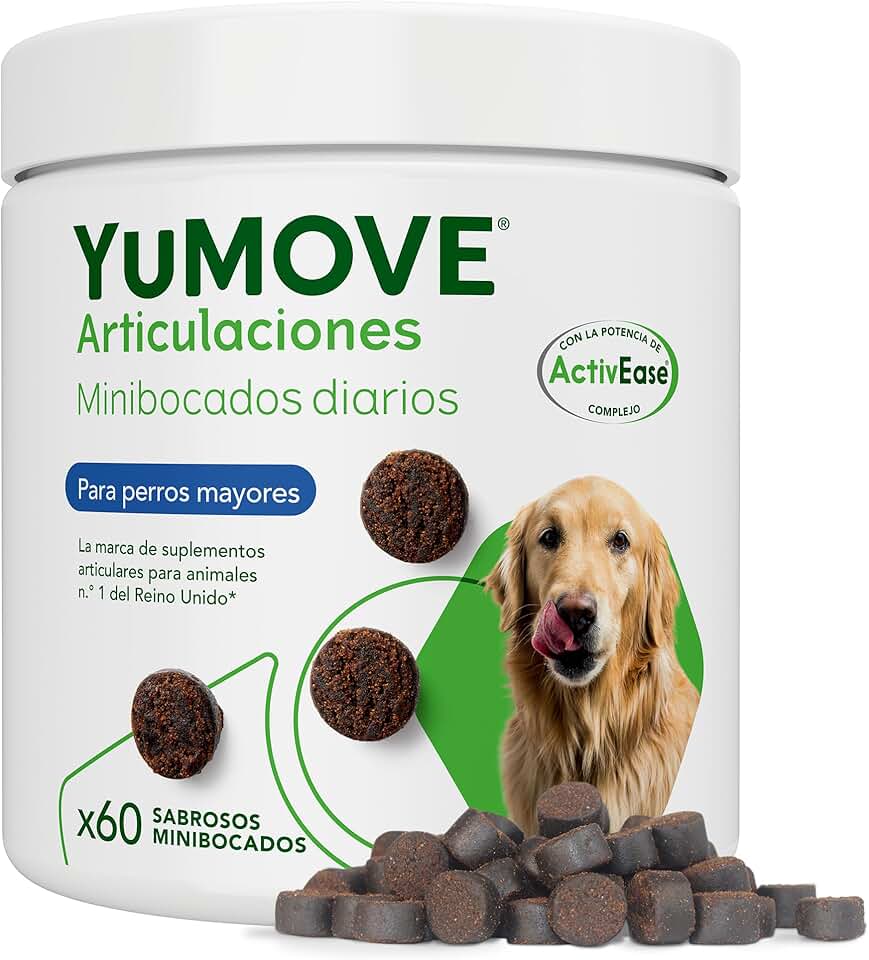 YuMOVE®
Articulaciones
Minibocados diarios
CON LA POTENCIA DE
ActivEase®
COMPLEJO
Para perros mayores
La marca de suplementos
articulares para animales
n.° 1 del Reino Unido*
x60 SABROSOS
MINIBOCADOS